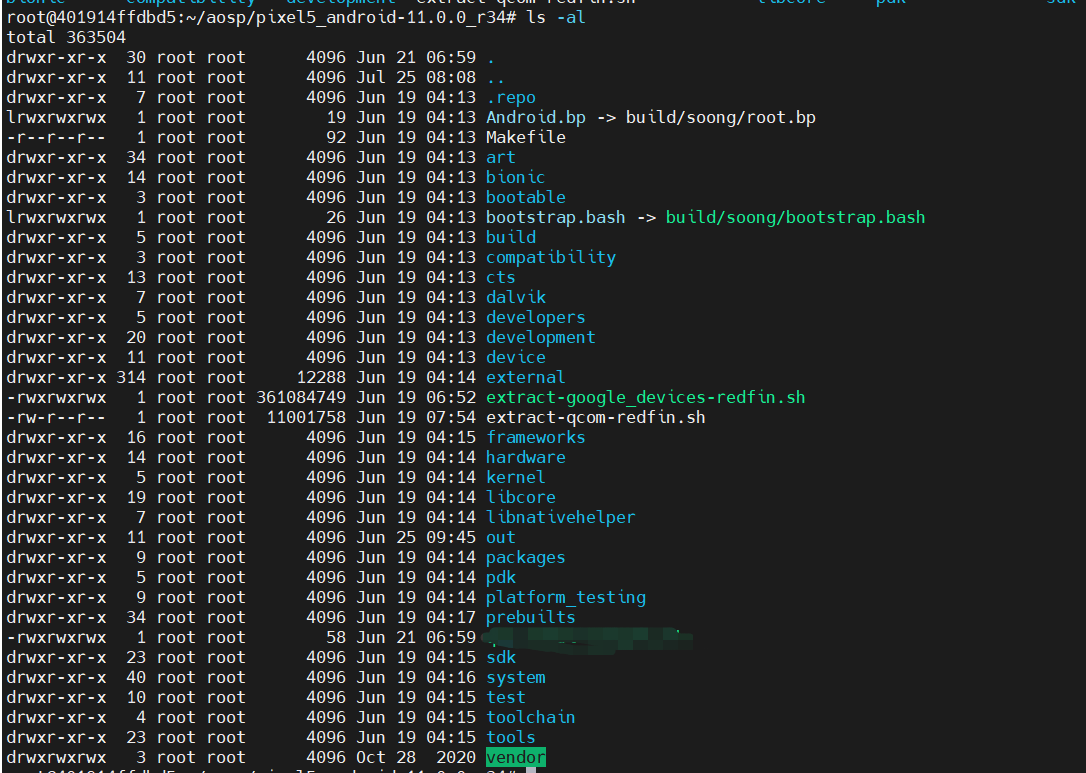 bionic compatibility development extract-qcom-redfin.sh libcore pdk sdk
root@401914ffdbd5:~/aosp/pixel5_android-11.0.0_r34# ls -al
total 363504
drwxr-xr-x 30 root root 4096 Jun 21 06:59 .
drwxr-xr-x 11 root root 4096 Jul 25 08:08 ..
drwxr-xr-x 7 root root 4096 Jun 19 04:13 .repo
lrwxrwxrwx 1 root root 19 Jun 19 04:13 Android.bp -> build/soong/root.bp
-r--r--r-- 1 root root 92 Jun 19 04:13 Makefile
drwxr-xr-x 34 root root 4096 Jun 19 04:13 art
drwxr-xr-x 14 root root 4096 Jun 19 04:13 bionic
drwxr-xr-x 3 root root 4096 Jun 19 04:13 bootable
lrwxrwxrwx 1 root root 26 Jun 19 04:13 bootstrap.bash -> build/soong/bootstrap.bash
drwxr-xr-x 5 root root 4096 Jun 19 04:13 build
drwxr-xr-x 3 root root 4096 Jun 19 04:13 compatibility
drwxr-xr-x 13 root root 4096 Jun 19 04:13 cts
drwxr-xr-x 7 root root 4096 Jun 19 04:13 dalvik
drwxr-xr-x 5 root root 4096 Jun 19 04:13 developers
drwxr-xr-x 20 root root 4096 Jun 19 04:13 development
drwxr-xr-x 11 root root 4096 Jun 19 04:13 device
drwxr-xr-x 314 root root 12288 Jun 19 04:14 external
-rwxrwxrwx 1 root root 361084749 Jun 19 06:52 extract-google_devices-redfin.sh
-rw-r--r-- 1 root root 11001758 Jun 19 07:54 extract-qcom-redfin.sh
drwxr-xr-x 16 root root 4096 Jun 19 04:15 frameworks
drwxr-xr-x 14 root root 4096 Jun 19 04:14 hardware
drwxr-xr-x 5 root root 4096 Jun 19 04:14 kernel
drwxr-xr-x 19 root root 4096 Jun 19 04:14 libcore
drwxr-xr-x 7 root root 4096 Jun 19 04:14 libnativehelper
drwxr-xr-x 11 root root 4096 Jun 25 09:45 out
drwxr-xr-x 9 root root 4096 Jun 19 04:14 packages
drwxr-xr-x 5 root root 4096 Jun 19 04:14 pdk
drwxr-xr-x 9 root root 4096 Jun 19 04:14 platform_testing
drwxr-xr-x 34 root root 4096 Jun 19 04:17 prebuilts
-rwxrwxrwx 1 root root 58 Jun 21 06:59
drwxr-xr-x 23 root root 4096 Jun 19 04:15 sdk
drwxr-xr-x 40 root root 4096 Jun 19 04:16 system
drwxr-xr-x 10 root root 4096 Jun 19 04:15 test
drwxr-xr-x 4 root root 4096 Jun 19 04:15 toolchain
drwxr-xr-x 23 root root 4096 Jun 19 04:15 tools
drwxrwxrwx 3 root root 4096 Oct 28 2020 vendor